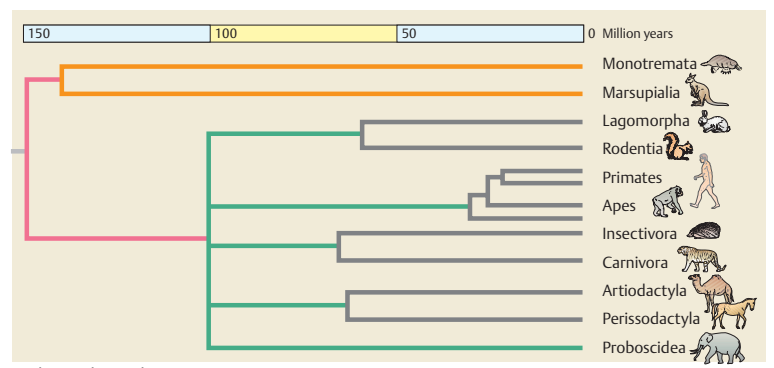 150 100 50 0 Million years
Monotremata
Marsupialia
Lagomorpha
Rodentia
Primates
Apes
Insectivora
Carnivora
Artiodactyla
Perissodactyla
Proboscidea